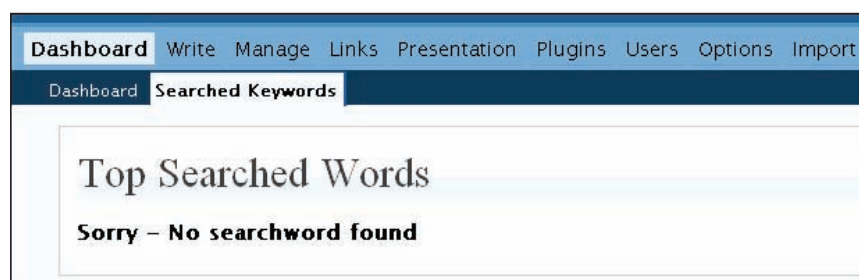 Dashboard Write Manage Links Presentation Plugins Users Options Import
Dashboard Searched Keywords
Top Searched Words
Sorry – No searchword found